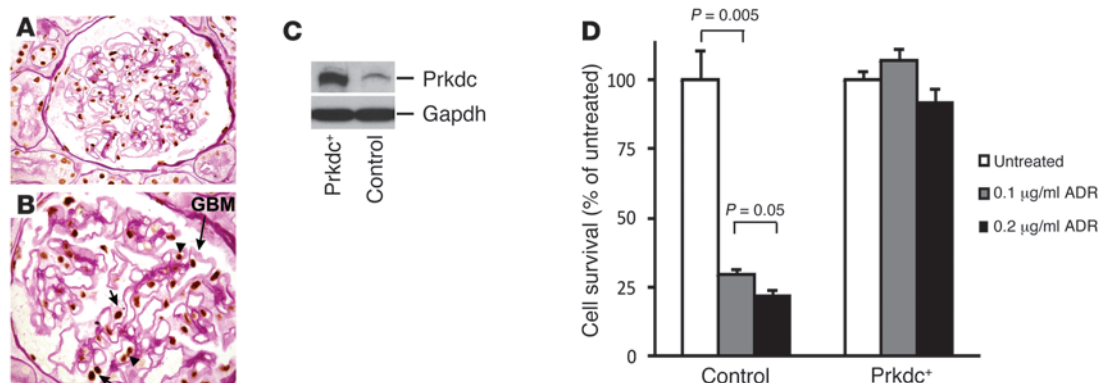 A
B
GBM
C
Prkdc
Gapdh
Prkdc⁺
Control
D
P = 0.005
P = 0.05
Cell survival (% of untreated)
100
75
50
25
0
Control
Prkdc⁺
Untreated
0.1 μg/ml ADR
0.2 μg/ml ADR